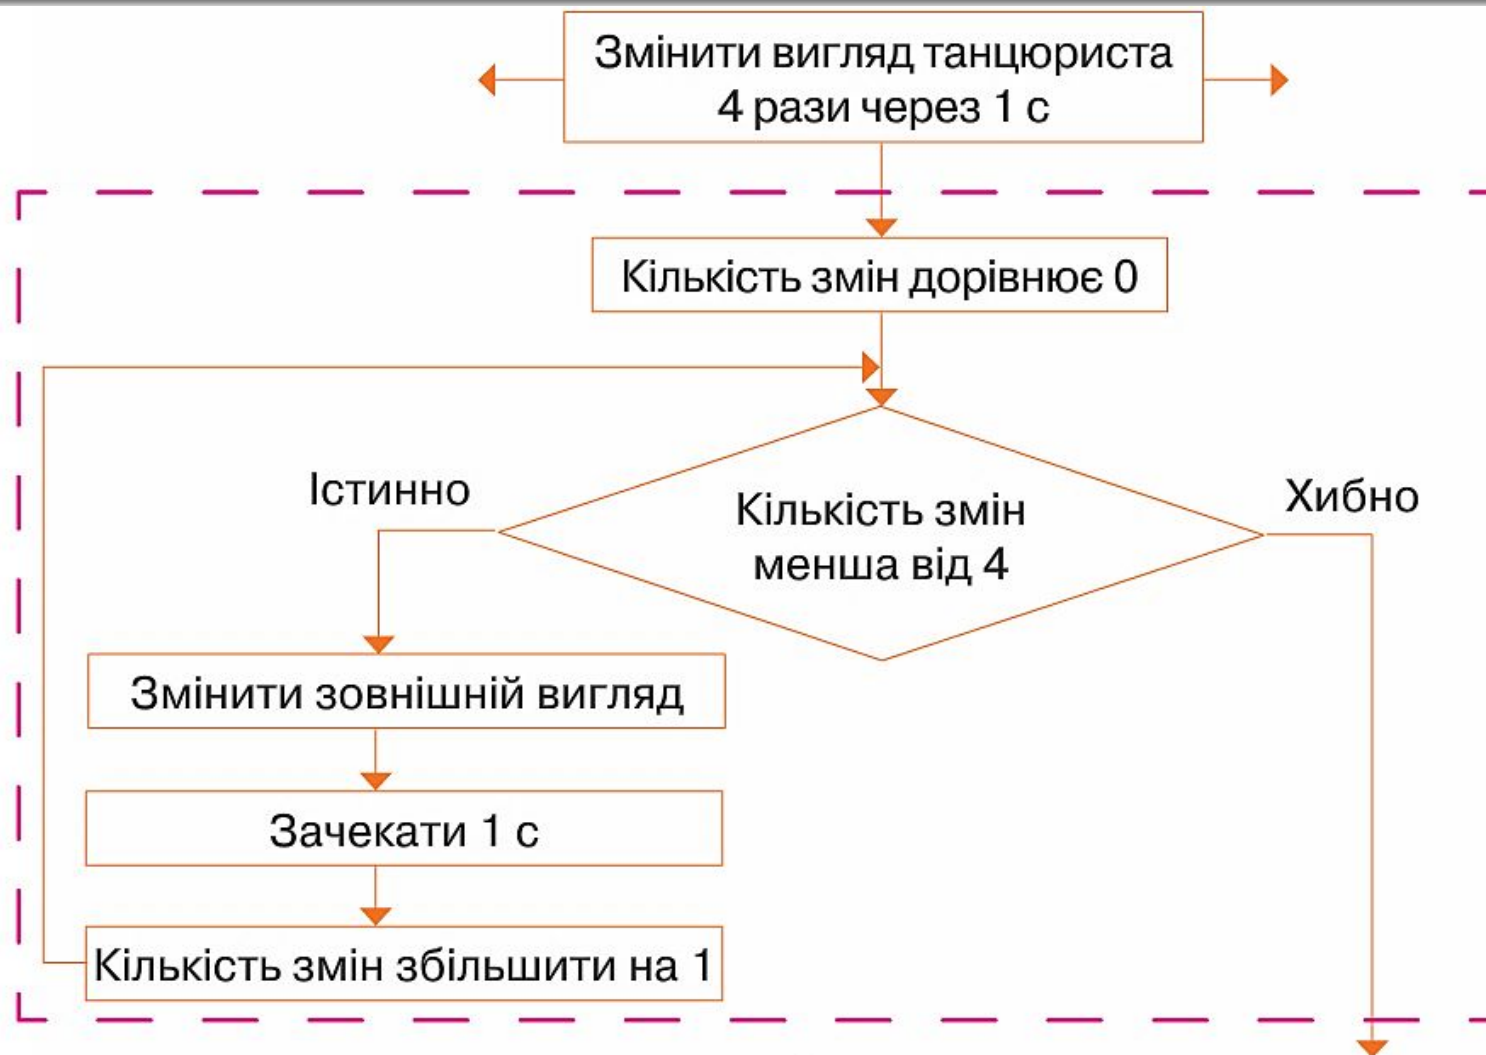 Змінити вигляд танцюриста
4 рази через 1 с
Кількість змін дорівнює 0
Істинно
Хибно
Кількість змін
менша від 4
Змінити зовнішній вигляд
Зачекати 1 с
Кількість змін збільшити на 1